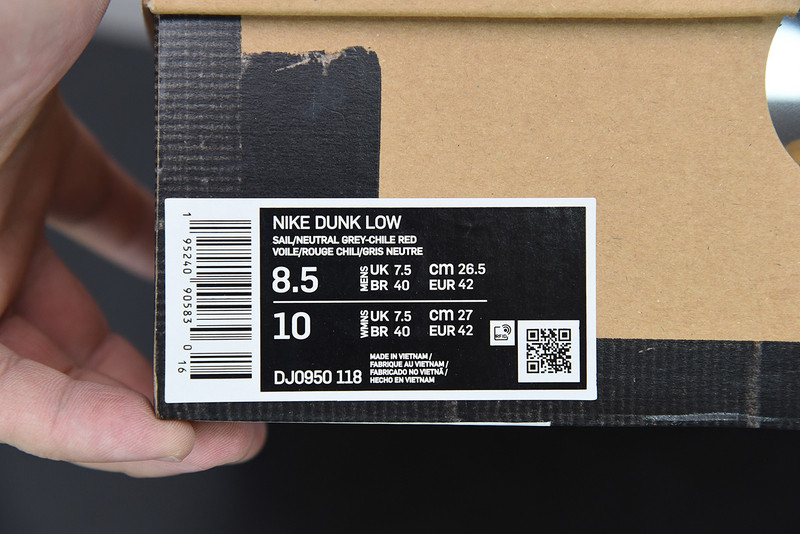 NIKE DUNK LOW
SAIL/NEUTRAL GREY-CHILE RED
VOILE/ROUGE CHILI/GRIS NEUTRE
8.5 MENS UK 7.5 cm 26.5
BR 40 EUR 42
10 WMNS UK 7.5 cm 27
BR 40 EUR 42
DJ0950 118
MADE IN VIETNAM /
FABRIQUE AU VIETNAM /
FABRICADO NO VIETNÃ /
HECHO EN VIETNAM
RFID
1 95240 90583 0 16